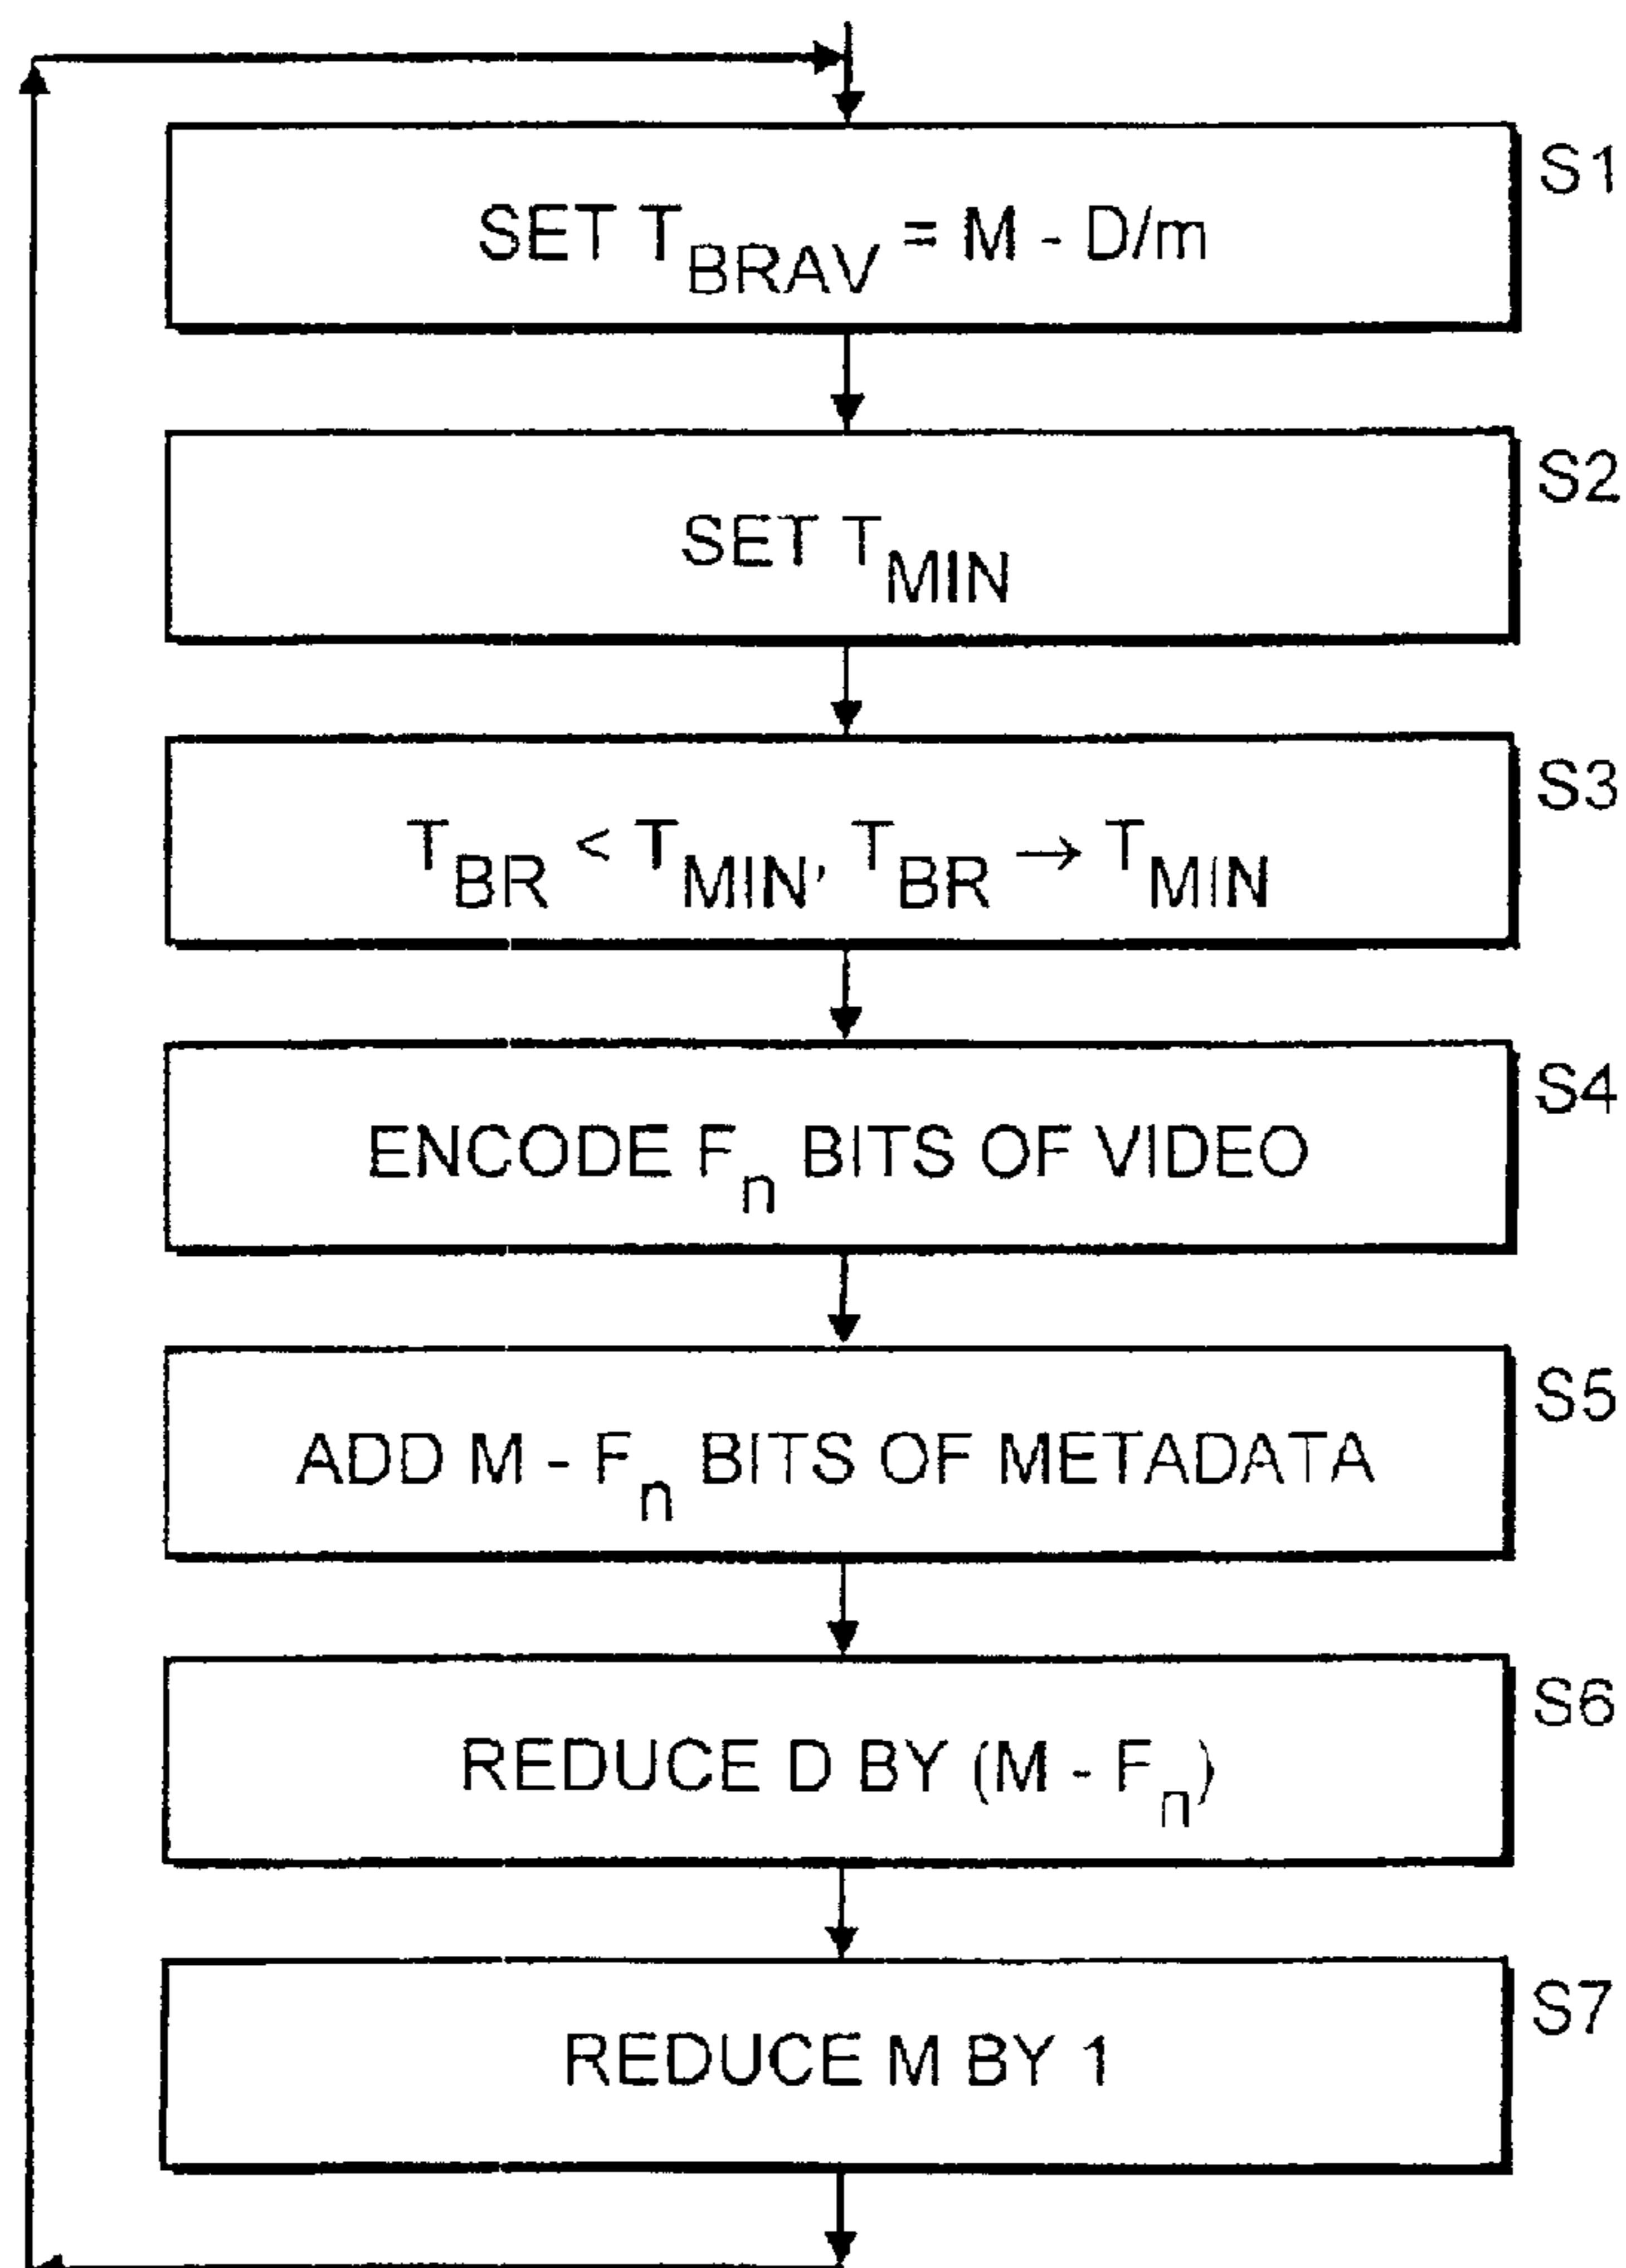 S1
SET T_BRAV = M - D/m
S2
SET T_MIN
S3
T_BR < T_MIN, T_BR → T_MIN
S4
ENCODE F_n BITS OF VIDEO
S5
ADD M - F_n BITS OF METADATA
S6
REDUCE D BY (M - F_n)
S7
REDUCE M BY 1